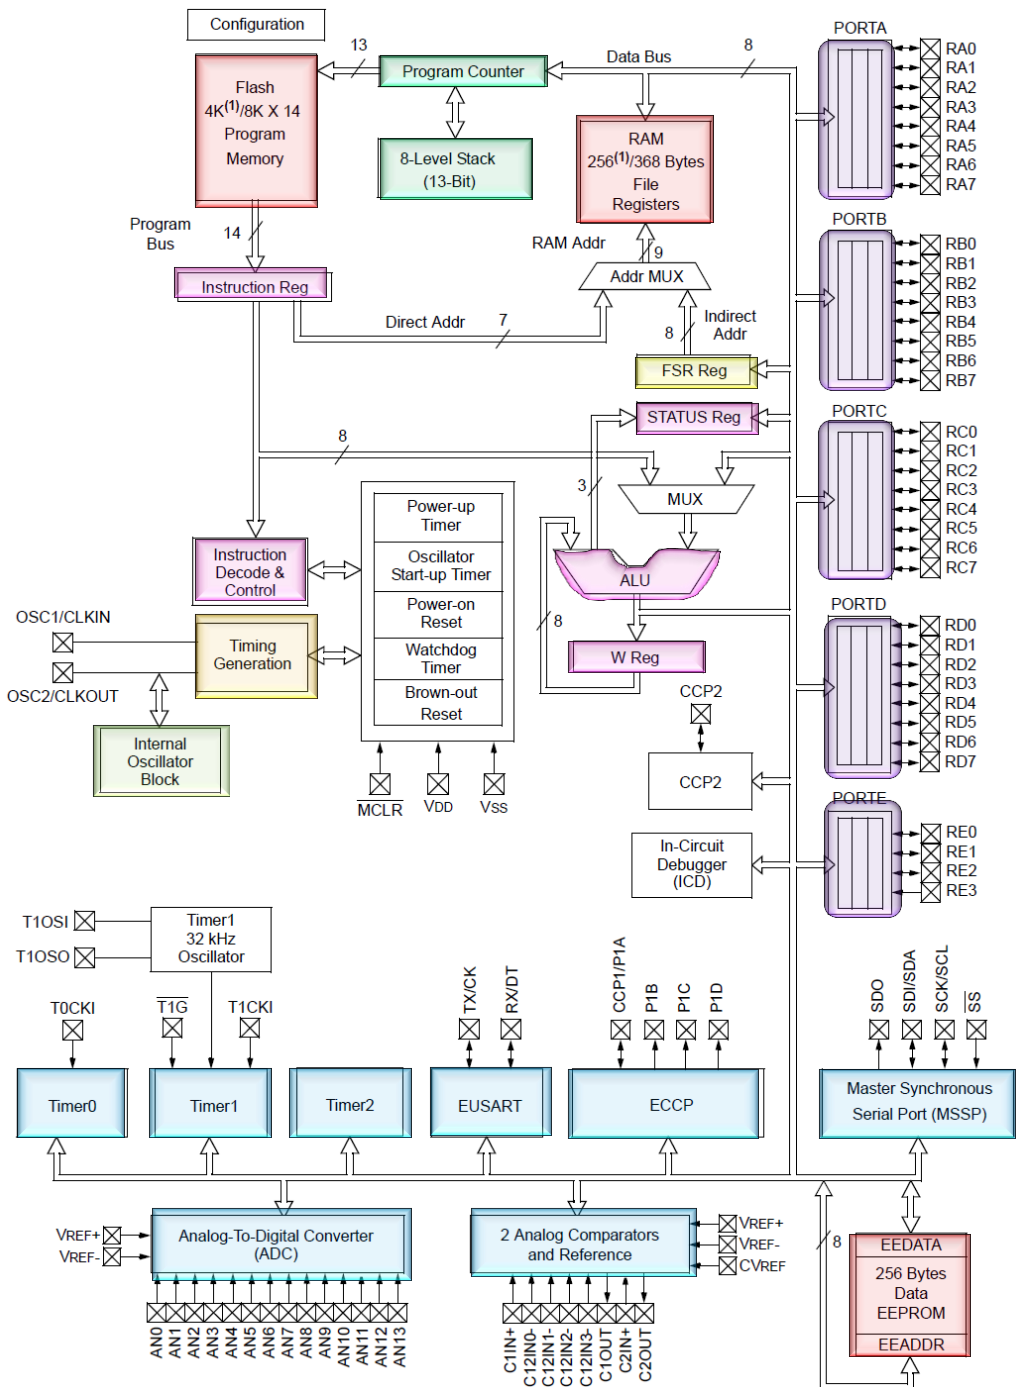 Configuration
Flash
4K(1)/8K X 14
Program
Memory
13
Program Counter
8-Level Stack
(13-Bit)
Data Bus
8
RAM
256(1)/368 Bytes
File
Registers
PORTA
RA0
RA1
RA2
RA3
RA4
RA5
RA6
RA7
Program
Bus
14
Instruction Reg
RAM Addr
9
Addr MUX
Direct Addr
7
8
Indirect
Addr
FSR Reg
STATUS Reg
PORTB
RB0
RB1
RB2
RB3
RB4
RB5
RB6
RB7
8
3
MUX
ALU
8
W Reg
PORTC
RC0
RC1
RC2
RC3
RC4
RC5
RC6
RC7
Instruction
Decode &
Control
Power-up
Timer
Oscillator
Start-up Timer
Power-on
Reset
Watchdog
Timer
Brown-out
Reset
OSC1/CLKIN
OSC2/CLKOUT
Timing
Generation
Internal
Oscillator
Block
MCLR
VDD
VSS
CCP2
CCP2
In-Circuit
Debugger
(ICD)
PORTD
RD0
RD1
RD2
RD3
RD4
RD5
RD6
RD7
PORTE
RE0
RE1
RE2
RE3
T1OSI
T1OSO
Timer1
32 kHz
Oscillator
T0CKI
T1G
T1CKI
TX/CK
RX/DT
CCP1/P1A
P1B
P1C
P1D
SDO
SDI/SDA
SCK/SCL
SS
Timer0
Timer1
Timer2
EUSART
ECCP
Master Synchronous
Serial Port (MSSP)
VREF+
VREF-
Analog-To-Digital Converter
(ADC)
AN0
AN1
AN2
AN3
AN4
AN5
AN6
AN7
AN8
AN9
AN10
AN11
AN12
AN13
2 Analog Comparators
and Reference
VREF+
VREF-
CVREF
C1IN+
C12IN0-
C12IN1-
C12IN2-
C12IN3-
C1OUT
C2IN+
C2OUT
8
EEDATA
256 Bytes
Data
EEPROM
EEADDR